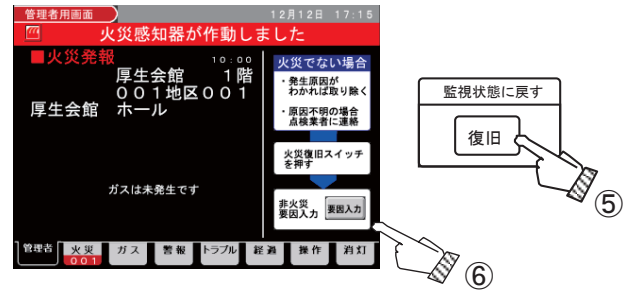 管理者用画面
12月12日 17:15
火災感知器が作動しました
■火災発報
10:00
厚生会館 1階
001地区001
厚生会館 ホール
ガスは未発生です
火災でない場合
・発生原因が
わかれば取り除く
・原因不明の場合
点検業者に連絡
火災復旧スイッチ
を押す
非火災
要因入力
要因入力
管理者
火災
001
ガス
警報
トラブル
経過
操作
消灯
監視状態に戻す
復旧
⑤
⑥